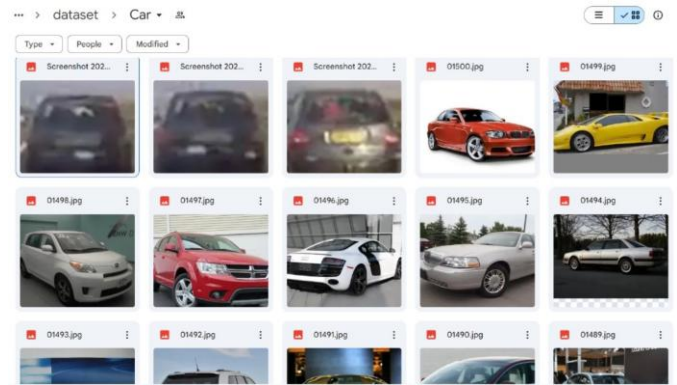 ... > dataset > Car
Type People Modified
Screenshot 202... Screenshot 202... Screenshot 202... 01500.jpg 01499.jpg
01498.jpg 01497.jpg 01496.jpg 01495.jpg 01494.jpg
01493.jpg 01492.jpg 01491.jpg 01490.jpg 01489.jpg